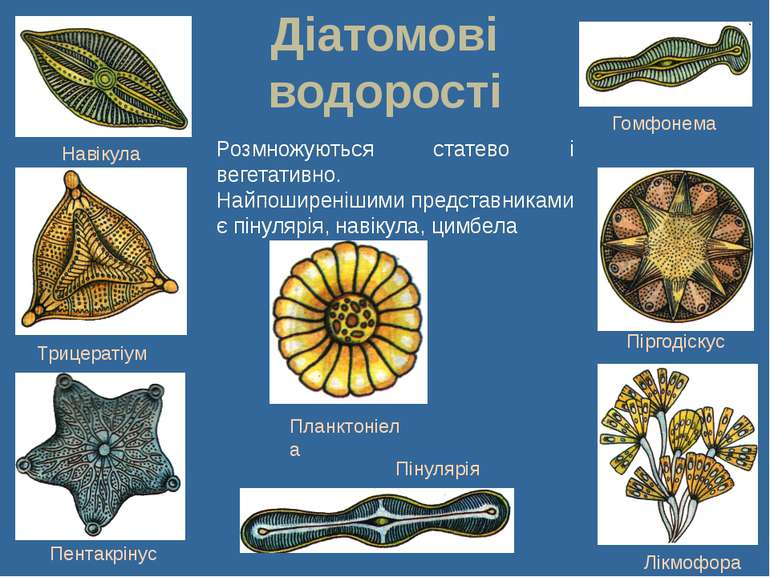 Діатомові
водорості
Гомфонема
Навікула
Розмножуються статево і
вегетативно.
Найпоширенішими представниками
є пінулярія, навікула, цимбела
Трицератіум
Піргодіскус
Планктоніел
а
Пінулярія
Пентакрінус
Лікмофора